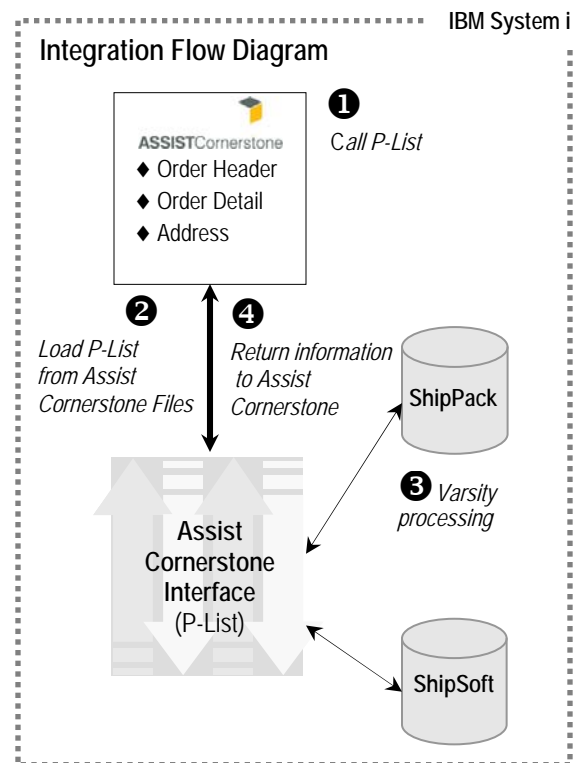 IBM System i
Integration Flow Diagram
❶
Call P-List
ASSISTCornerstone
♦ Order Header
♦ Order Detail
♦ Address
❷
Load P-List
from Assist
Cornerstone Files
❹
Return information
to Assist
Cornerstone
ShipPack
❸ Varsity
processing
Assist
Cornerstone
Interface
(P-List)
ShipSoft